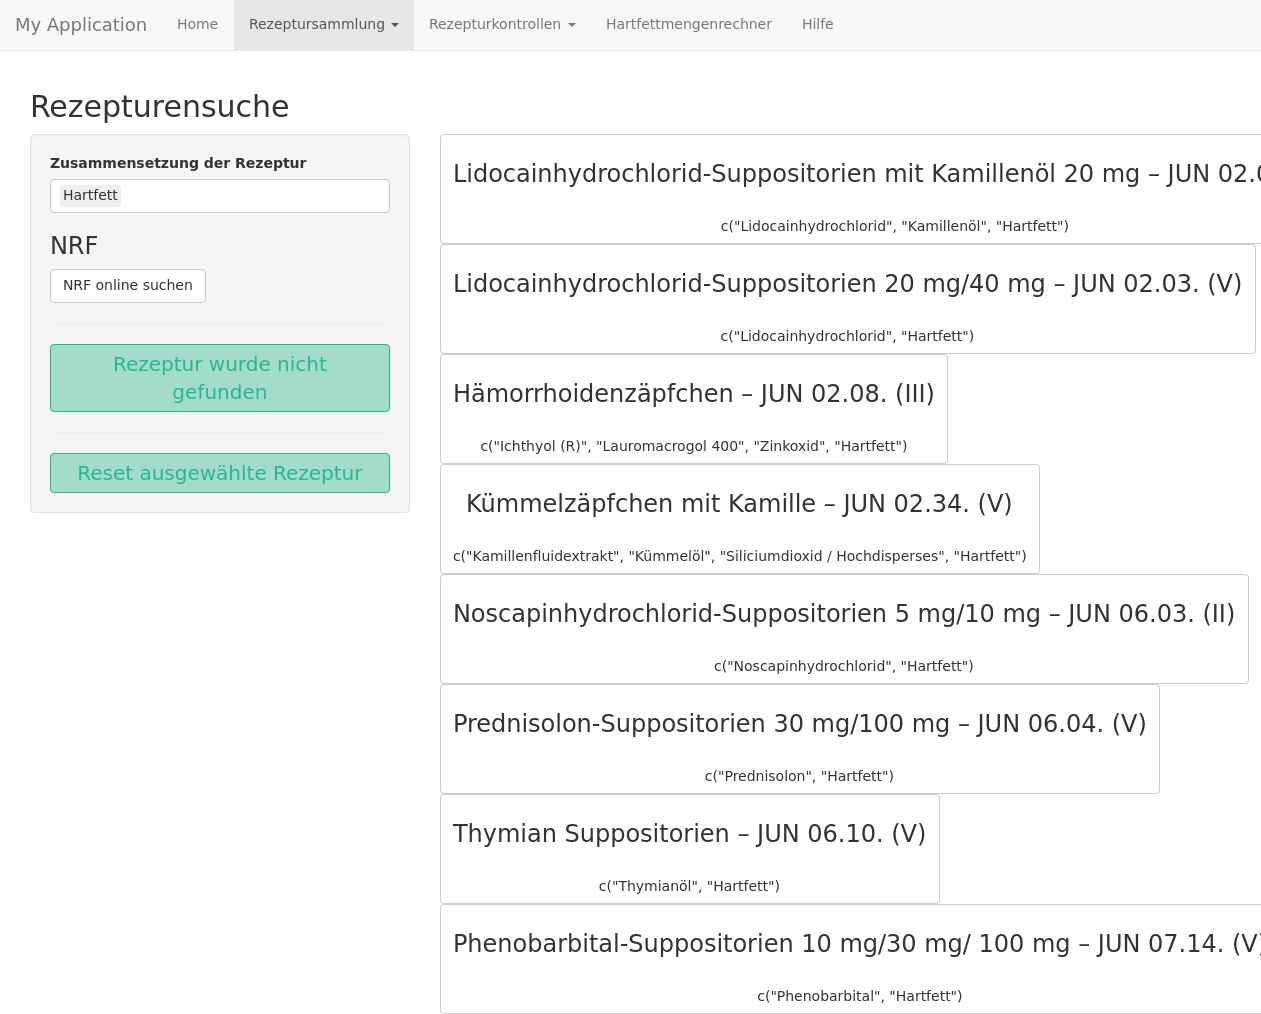 My Application Home Rezeptursammlung Rezepturkontrollen Hartfettmengenrechner Hilfe
Rezepturensuche
Zusammensetzung der Rezeptur
Hartfett
NRF
NRF online suchen
Rezeptur wurde nicht
gefunden
Reset ausgewählte Rezeptur
Lidocainhydrochlorid-Suppositorien mit Kamillenöl 20 mg – JUN
c("Lidocainhydrochlorid", "Kamillenöl", "Hartfett")
Lidocainhydrochlorid-Suppositorien 20 mg/40 mg – JUN 02.03. (V)
c("Lidocainhydrochlorid", "Hartfett")
Hämorrhoidenzäpfchen – JUN 02.08. (III)
c("Ichthyol (R)", "Lauromacrogol 400", "Zinkoxid", "Hartfett")
Kümmelzäpfchen mit Kamille – JUN 02.34. (V)
c("Kamillenfluidextrakt", "Kümmelöl", "Siliciumdioxid / Hochdisperses", "Hartfett")
Noscapinhydrochlorid-Suppositorien 5 mg/10 mg – JUN 06.03. (II)
c("Noscapinhydrochlorid", "Hartfett")
Prednisolon-Suppositorien 30 mg/100 mg – JUN 06.04. (V)
c("Prednisolon", "Hartfett")
Thymian Suppositorien – JUN 06.10. (V)
c("Thymianöl", "Hartfett")
Phenobarbital-Suppositorien 10 mg/30 mg/ 100 mg – JUN 07.14. (V)
c("Phenobarbital", "Hartfett")